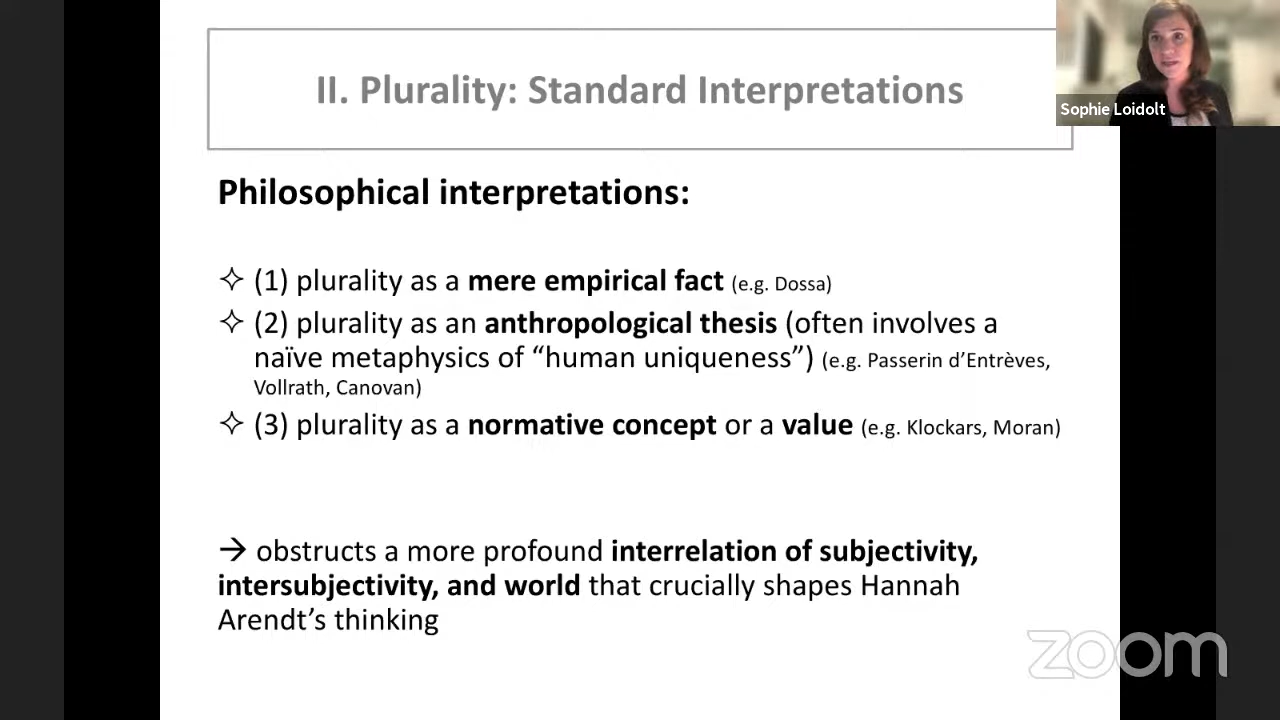 II. Plurality: Standard Interpretations
Sophie Loidolt
Philosophical interpretations:
✧ (1) plurality as a mere empirical fact (e.g. Dossa)
✧ (2) plurality as an anthropological thesis (often involves a
naïve metaphysics of “human uniqueness”) (e.g. Passerin d’Entrèves,
Vollrath, Canovan)
✧ (3) plurality as a normative concept or a value (e.g. Klockars, Moran)
→ obstructs a more profound interrelation of subjectivity,
intersubjectivity, and world that crucially shapes Hannah
Arendt’s thinking
zoom